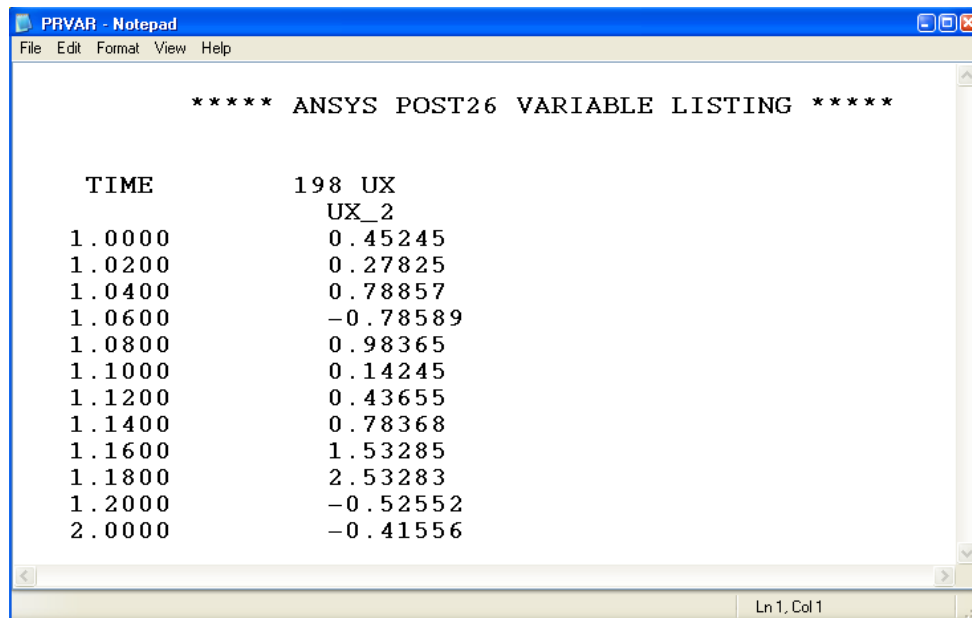 PRVAR - Notepad
File Edit Format View Help
***** ANSYS POST26 VARIABLE LISTING *****
TIME 198 UX
UX_2
1.0000 0.45245
1.0200 0.27825
1.0400 0.78857
1.0600 -0.78589
1.0800 0.98365
1.1000 0.14245
1.1200 0.43655
1.1400 0.78368
1.1600 1.53285
1.1800 2.53283
1.2000 -0.52552
2.0000 -0.41556
Ln 1, Col 1